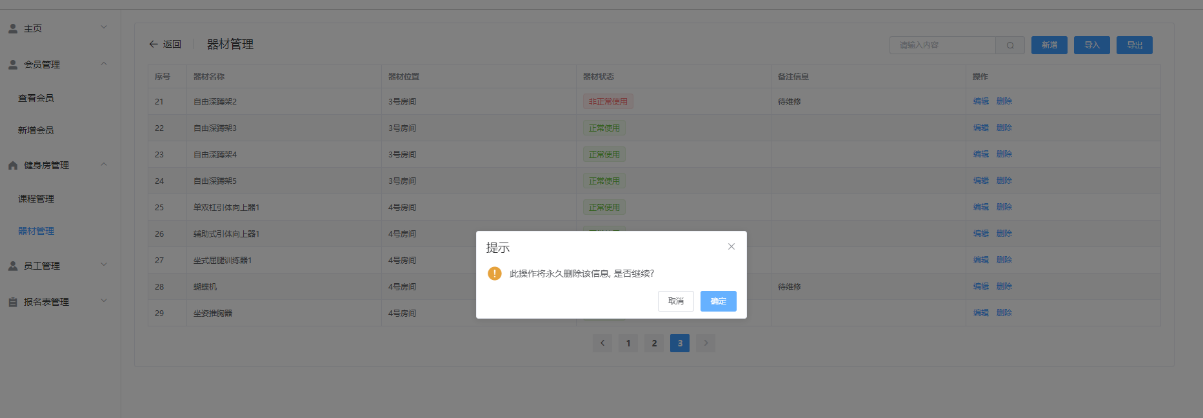 主页
会员管理
查看会员
新增会员
健身房管理
课程管理
器材管理
员工管理
报名表管理
返回 器材管理
请输入内容 新增 导入 导出
序号 器材名称 器材位置 器材状态 备注信息 操作
21 自由深蹲架2 3号房间 非正常使用 待维修 编辑 删除
22 自由深蹲架3 3号房间 正常使用 编辑 删除
23 自由深蹲架4 3号房间 正常使用 编辑 删除
24 自由深蹲架5 3号房间 正常使用 编辑 删除
25 单双杠引体向上器1 4号房间 正常使用 编辑 删除
26 辅助式引体向上器1 4号房间 编辑 删除
27 坐式屈腿训练器1 4号房间 编辑 删除
28 蝴蝶机 4号房间 待维修 编辑 删除
29 坐姿推胸器 4号房间 编辑 删除
提示
此操作将永久删除该信息, 是否继续?
取消 确定
1 2 3